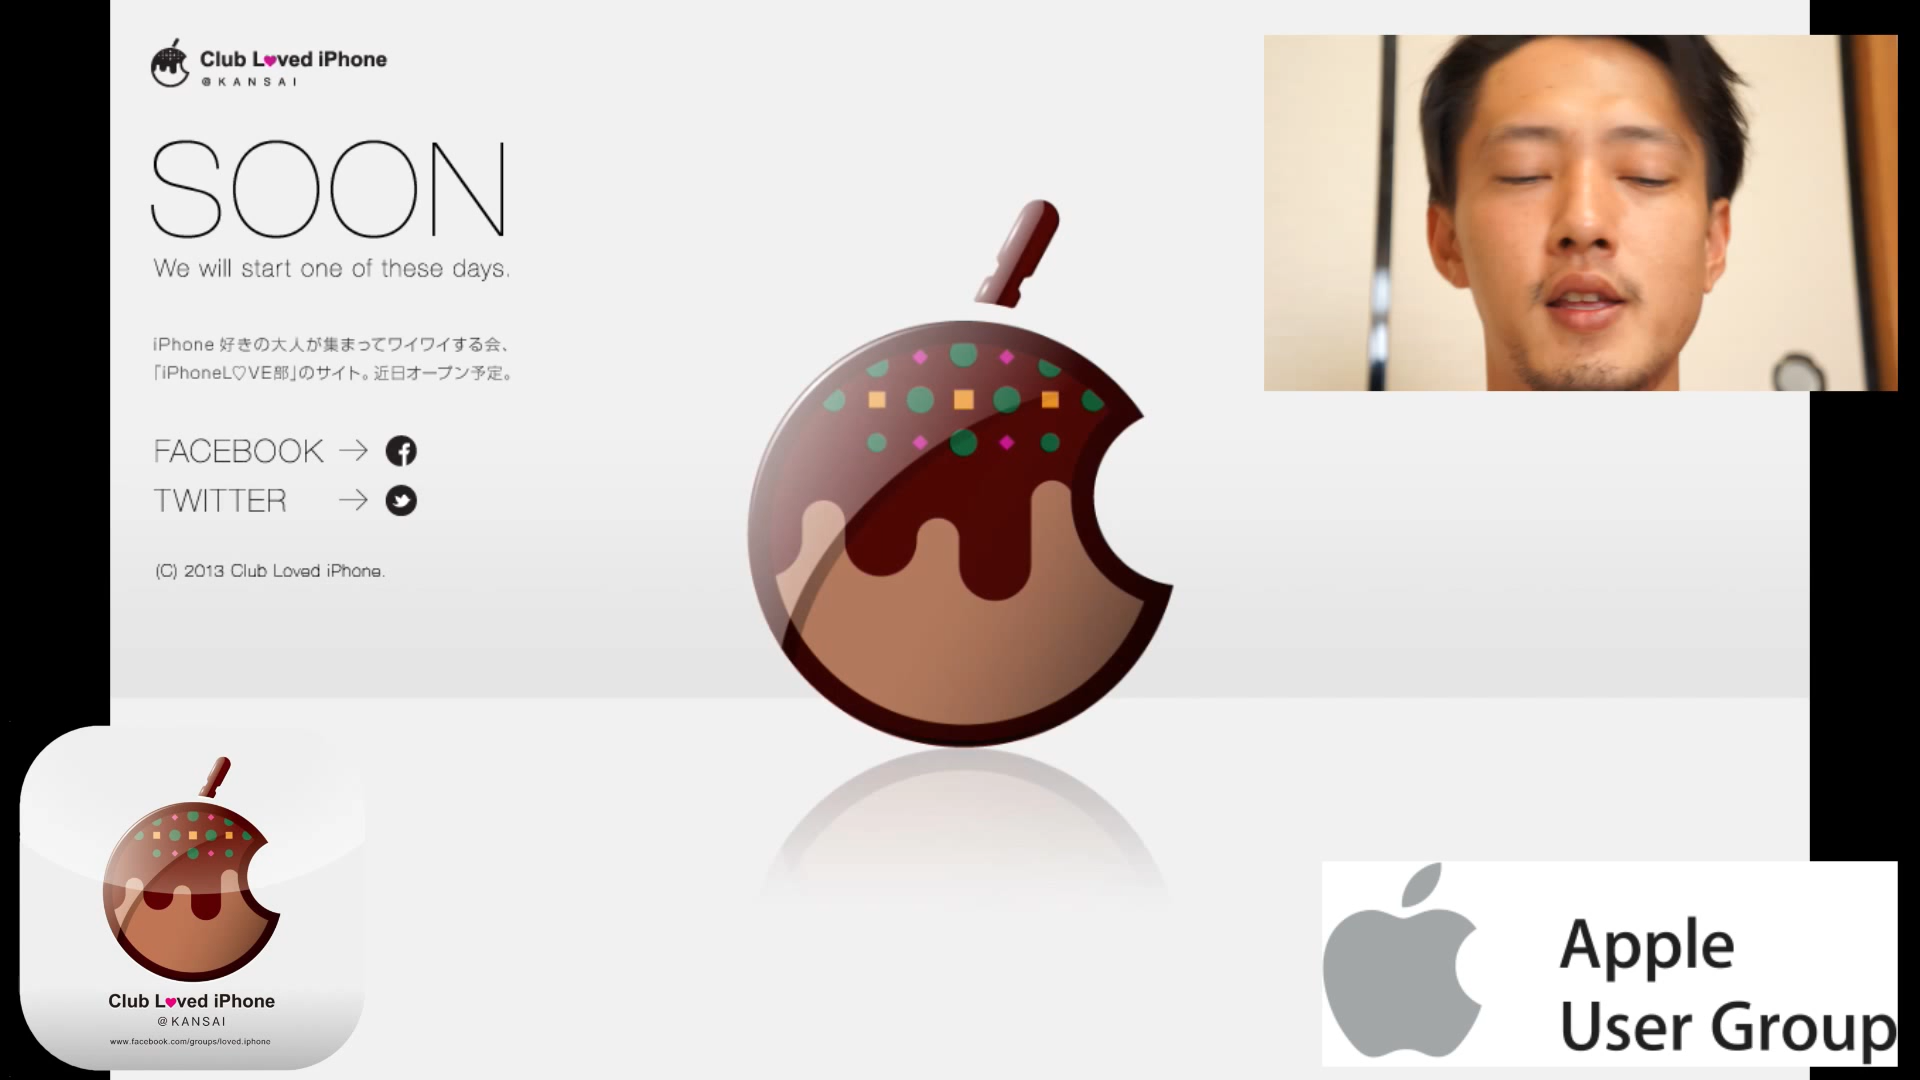 Club L♥ved iPhone
@KANSAI
SOON
We will start one of these days.
iPhone 好きの大人が集まってワイワイする会、
「iPhoneL♡VE部」のサイト。近日オープン予定。
FACEBOOK →
TWITTER →
(C) 2013 Club Loved iPhone.
Club L♥ved iPhone
@KANSAI
www.facebook.com/groups/loved.iphone
Apple
User Group